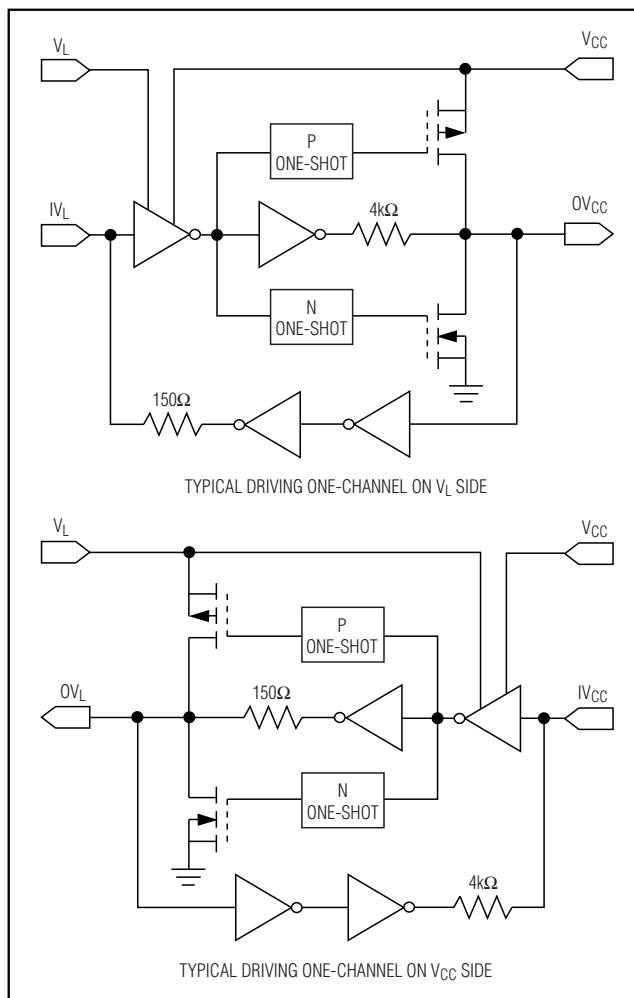 VL
VCC
P
ONE-SHOT
IVL
4kΩ
OVCC
N
ONE-SHOT
150Ω
TYPICAL DRIVING ONE-CHANNEL ON VL SIDE
VL
VCC
P
ONE-SHOT
OVL
150Ω
IVCC
N
ONE-SHOT
4kΩ
TYPICAL DRIVING ONE-CHANNEL ON VCC SIDE